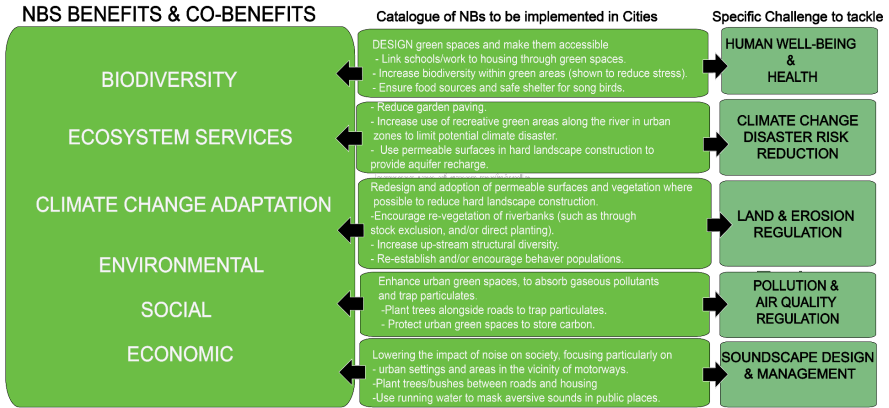 NBS BENEFITS & CO-BENEFITS
Catalogue of NBs to be implemented in Cities
Specific Challenge to tackle
BIODIVERSITY
ECOSYSTEM SERVICES
CLIMATE CHANGE ADAPTATION
ENVIRONMENTAL
SOCIAL
ECONOMIC
DESIGN green spaces and make them accessible
- Link schools/work to housing through green spaces.
- Increase biodiversity within green areas (shown to reduce stress).
- Ensure food sources and safe shelter for song birds.
HUMAN WELL-BEING
&
HEALTH
- Reduce garden paving.
- Increase use of recreative green areas along the river in urban
zones to limit potential climate disaster.
- Use permeable surfaces in hard landscape construction to
provide aquifer recharge.
CLIMATE CHANGE
DISASTER RISK
REDUCTION
Redesign and adoption of permeable surfaces and vegetation where
possible to reduce hard landscape construction.
-Encourage re-vegetation of riverbanks (such as through
stock exclusion, and/or direct planting).
- Increase up-stream structural diversity.
- Re-establish and/or encourage behaver populations.
LAND & EROSION
REGULATION
Enhance urban green spaces, to absorb gaseous pollutants
and trap particulates.
-Plant trees alongside roads to trap particulates.
- Protect urban green spaces to store carbon.
POLLUTION &
AIR QUALITY
REGULATION
Lowering the impact of noise on society, focusing particularly on
- urban settings and areas in the vicinity of motorways.
-Plant trees/bushes between roads and housing
-Use running water to mask aversive sounds in public places.
SOUNDSCAPE DESIGN
& MANAGEMENT